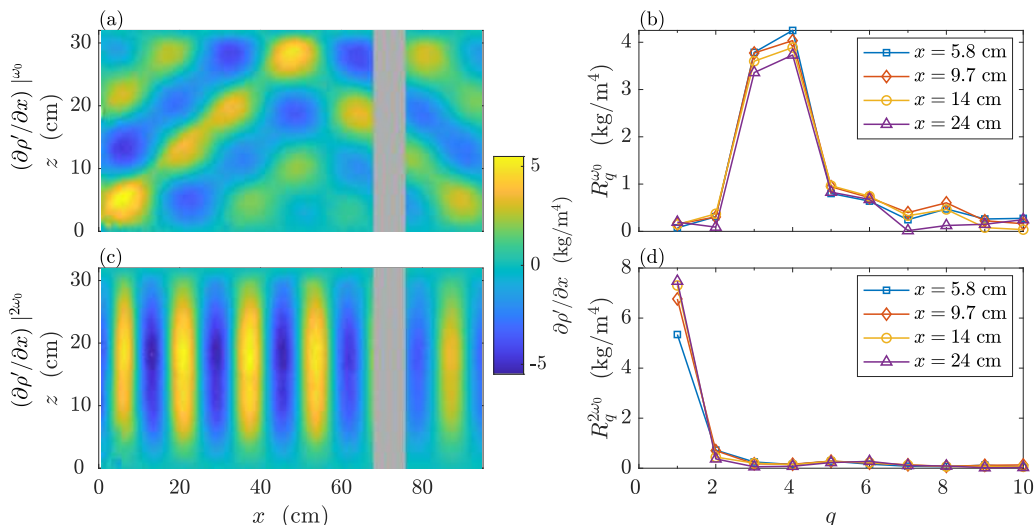 (a)
(∂ρ′/∂x) |^{ω₀}
z (cm)
30
20
10
0
(b)
R_q^{ω₀} (kg/m⁴)
4
3
2
1
0
x = 5.8 cm
x = 9.7 cm
x = 14 cm
x = 24 cm
5
0
-5
∂ρ′/∂x (kg/m⁴)
(c)
(∂ρ′/∂x) |^{2ω₀}
z (cm)
30
20
10
0
0 20 40 60 80
x (cm)
(d)
R_q^{2ω₀} (kg/m⁴)
8
6
4
2
0
x = 5.8 cm
x = 9.7 cm
x = 14 cm
x = 24 cm
0 2 4 6 8 10
q